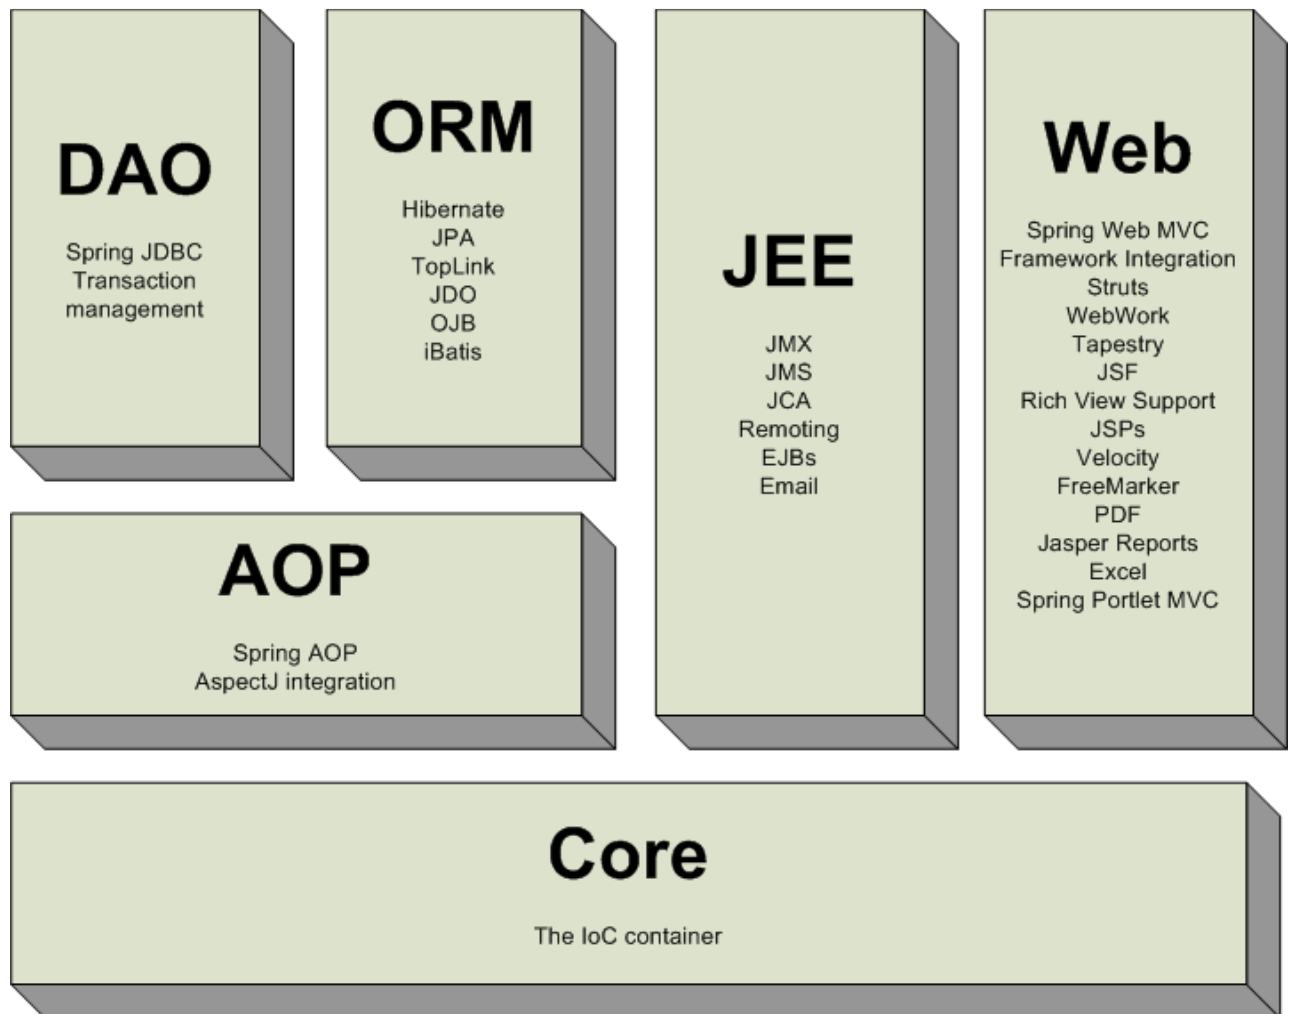 DAO
Spring JDBC
Transaction
management
ORM
Hibernate
JPA
TopLink
JDO
OJB
iBatis
JEE
JMX
JMS
JCA
Remoting
EJBs
Email
Web
Spring Web MVC
Framework Integration
Struts
WebWork
Tapestry
JSF
Rich View Support
JSPs
Velocity
FreeMarker
PDF
Jasper Reports
Excel
Spring Portlet MVC
AOP
Spring AOP
AspectJ integration
Core
The IoC container